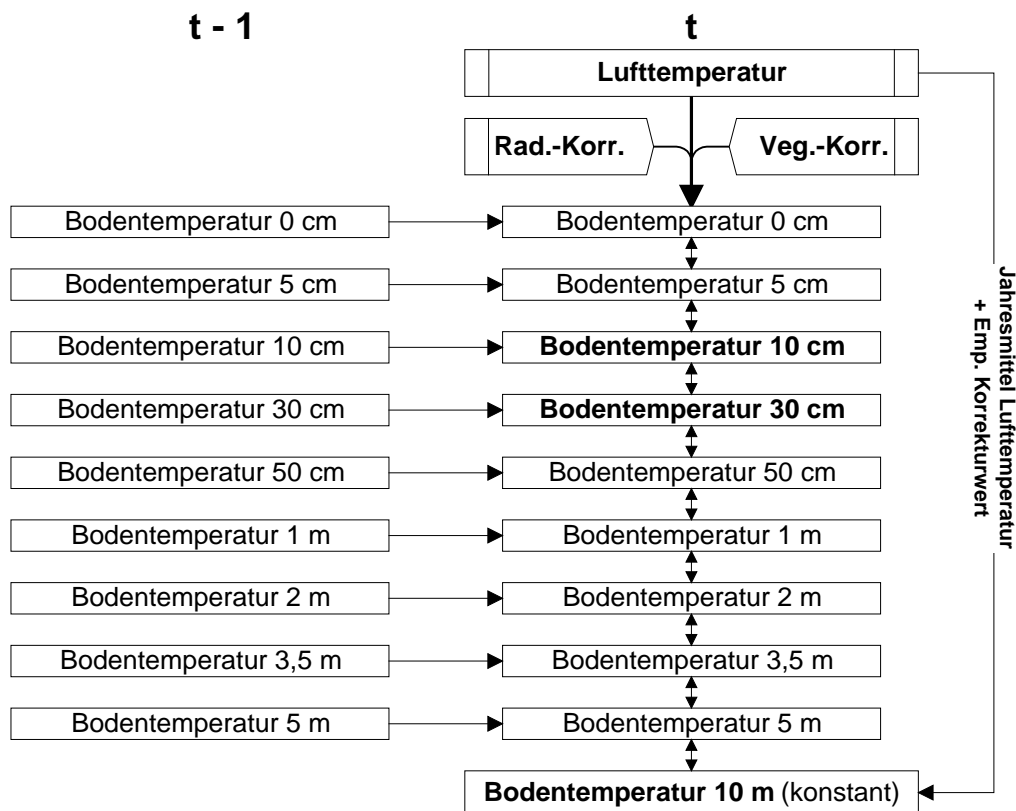 t - 1
t
Lufttemperatur
Rad.-Korr.
Veg.-Korr.
Bodentemperatur 0 cm
Bodentemperatur 0 cm
Bodentemperatur 5 cm
Bodentemperatur 5 cm
Bodentemperatur 10 cm
Bodentemperatur 10 cm
Bodentemperatur 30 cm
Bodentemperatur 30 cm
Bodentemperatur 50 cm
Bodentemperatur 50 cm
Bodentemperatur 1 m
Bodentemperatur 1 m
Bodentemperatur 2 m
Bodentemperatur 2 m
Bodentemperatur 3,5 m
Bodentemperatur 3,5 m
Bodentemperatur 5 m
Bodentemperatur 5 m
Bodentemperatur 10 m (konstant)
Jahresmittel Lufttemperatur
+ Emp. Korrekturwert